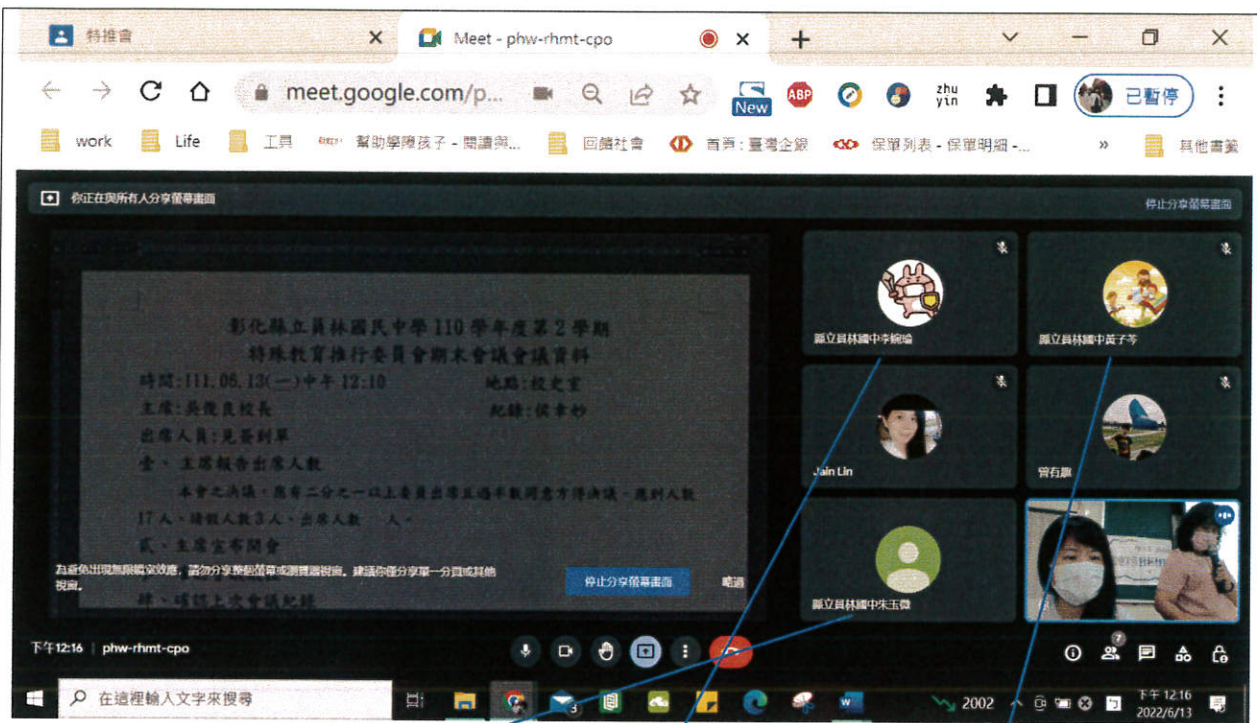 特推會
Meet - phw-rhmt-cpo
meet.google.com/p...
New
ABP
zhu
yin
已暫停
work
Life
工具
幫助學障孩子 - 閱讀與...
回饋社會
首頁 : 臺灣企銀
保單列表 - 保單明細 -...
»
其他書籤
你正在與所有人分享螢幕畫面
停止分享螢幕畫面
彰化縣立員林國民中學 110 學年度第 2 學期
特殊教育推行委員會期末會議會議資料
時間:111.06.13(一)中午 12:10
地點:校史室
主席:吳俊良校長
紀錄:侯聿妙
出席人員:見簽到單
壹、主席報告出席人數
本會之決議，應有二分之一以上委員出席且過半數同意方得決議。應到人數
17 人、請假人數 3 人、出席人數 人。
貳、主席宣布開會
肆、確認上次會議紀錄
為避免出現無限鏡室效應，請勿分享整個螢幕或瀏覽器視窗。建議你僅分享單一分頁或其他
視窗。
停止分享螢幕畫面
略過
縣立員林國中李婉瑜
縣立員林國中黃子芩
Jain Lin
曾有勝
縣立員林國中朱玉微
下午12:16 | phw-rhmt-cpo
7
在這裡輸入文字來搜尋
3
2002
下午 12:16
2022/6/13